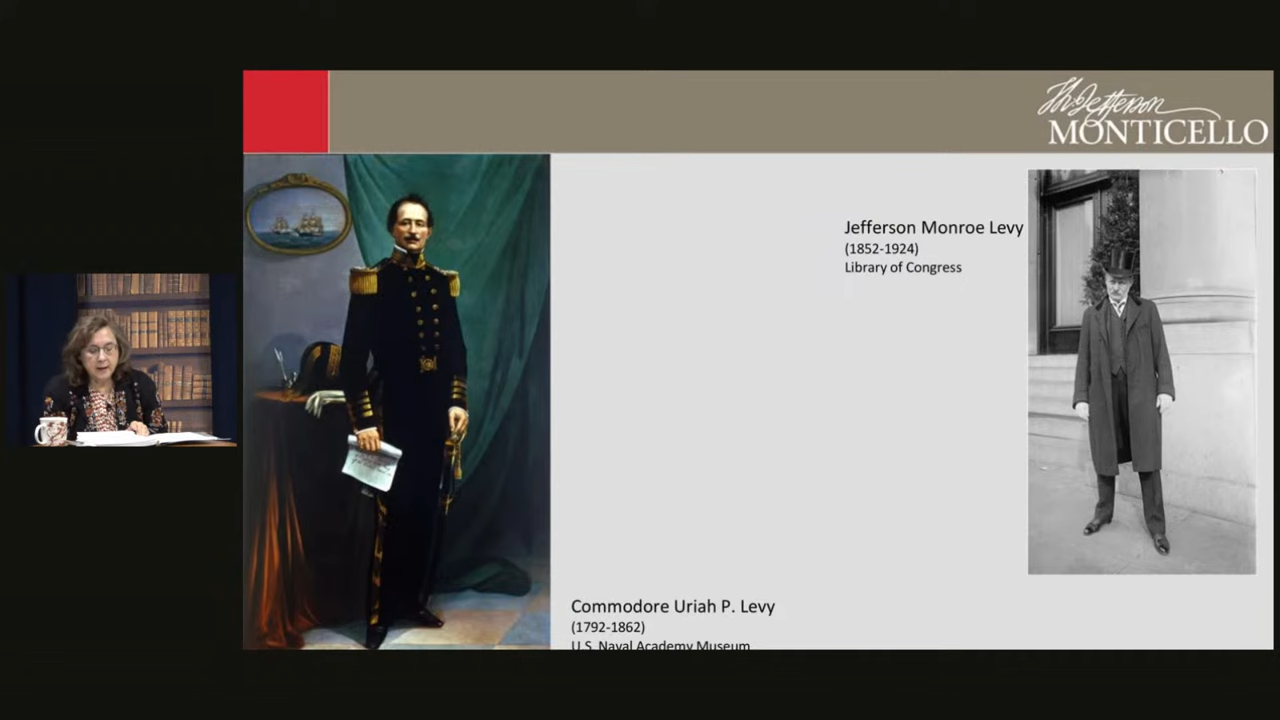 Th. Jefferson
MONTICELLO
Jefferson Monroe Levy
(1852-1924)
Library of Congress
Commodore Uriah P. Levy
(1792-1862)
U.S. Naval Academy Museum